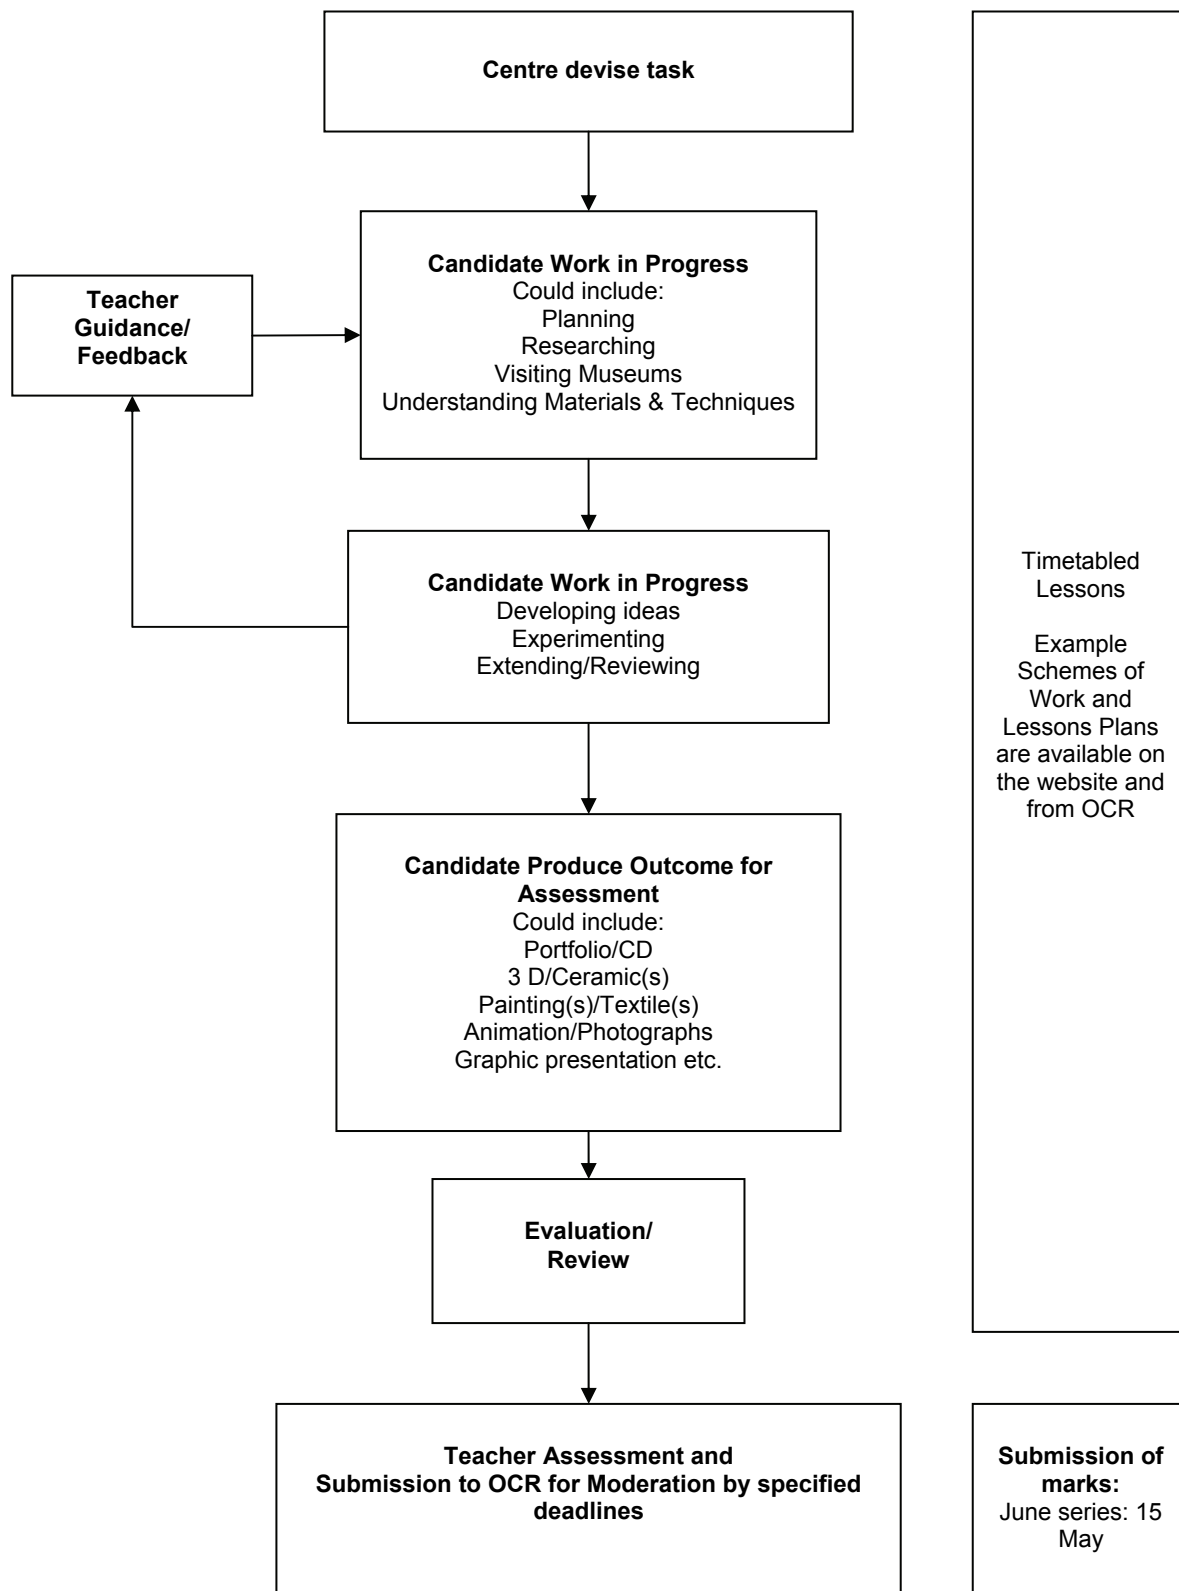 Centre devise task
Candidate Work in Progress
Could include:
Planning
Researching
Visiting Museums
Understanding Materials & Techniques
Teacher
Guidance/
Feedback
Candidate Work in Progress
Developing ideas
Experimenting
Extending/Reviewing
Candidate Produce Outcome for
Assessment
Could include:
Portfolio/CD
3 D/Ceramic(s)
Painting(s)/Textile(s)
Animation/Photographs
Graphic presentation etc.
Evaluation/
Review
Teacher Assessment and
Submission to OCR for Moderation by specified
deadlines
Timetabled
Lessons
Example
Schemes of
Work and
Lessons Plans
are available on
the website and
from OCR
Submission of
marks:
June series: 15
May